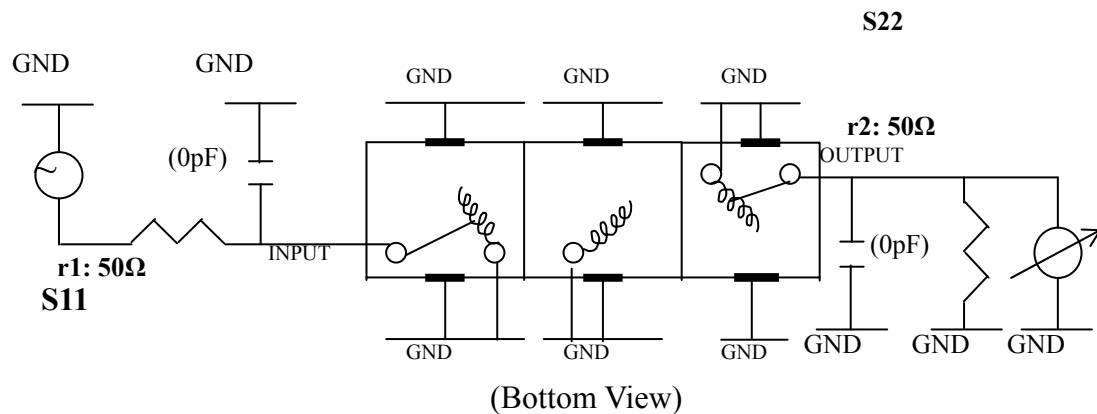 S22
GND
GND
GND
GND
GND
r2: 50Ω
(0pF)
OUTPUT
INPUT
(0pF)
r1: 50Ω
S11
GND
GND
GND
GND
GND
GND
(Bottom View)